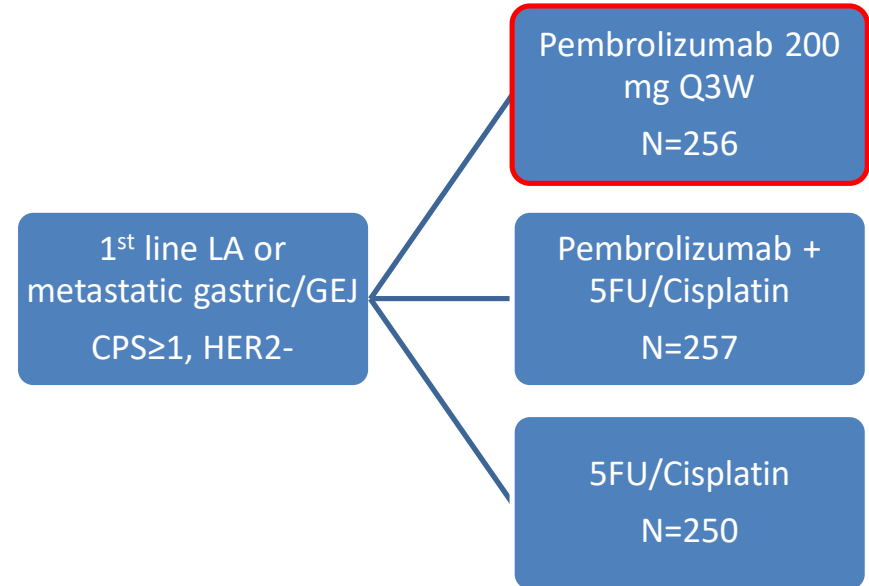 1st line LA or
metastatic gastric/GEJ
CPS≥1, HER2-
Pembrolizumab 200
mg Q3W
N=256
Pembrolizumab +
5FU/Cisplatin
N=257
5FU/Cisplatin
N=250